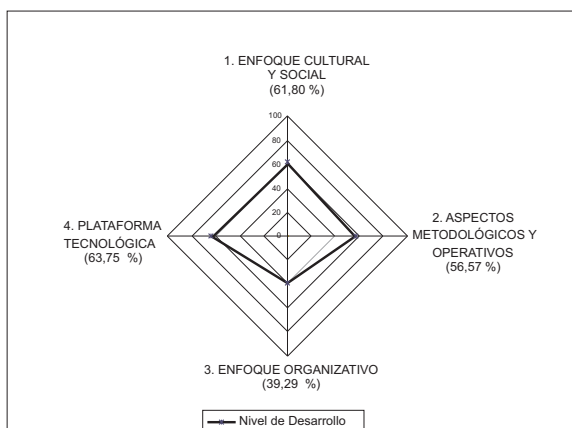 1. ENFOQUE CULTURAL
Y SOCIAL
(61,80 %)
100
80
60
40
20
0
4. PLATAFORMA
TECNOLÓGICA
(63,75 %)
2. ASPECTOS
METODOLÓGICOS Y
OPERATIVOS
(56,57 %)
3. ENFOQUE ORGANIZATIVO
(39,29 %)
Nivel de Desarrollo